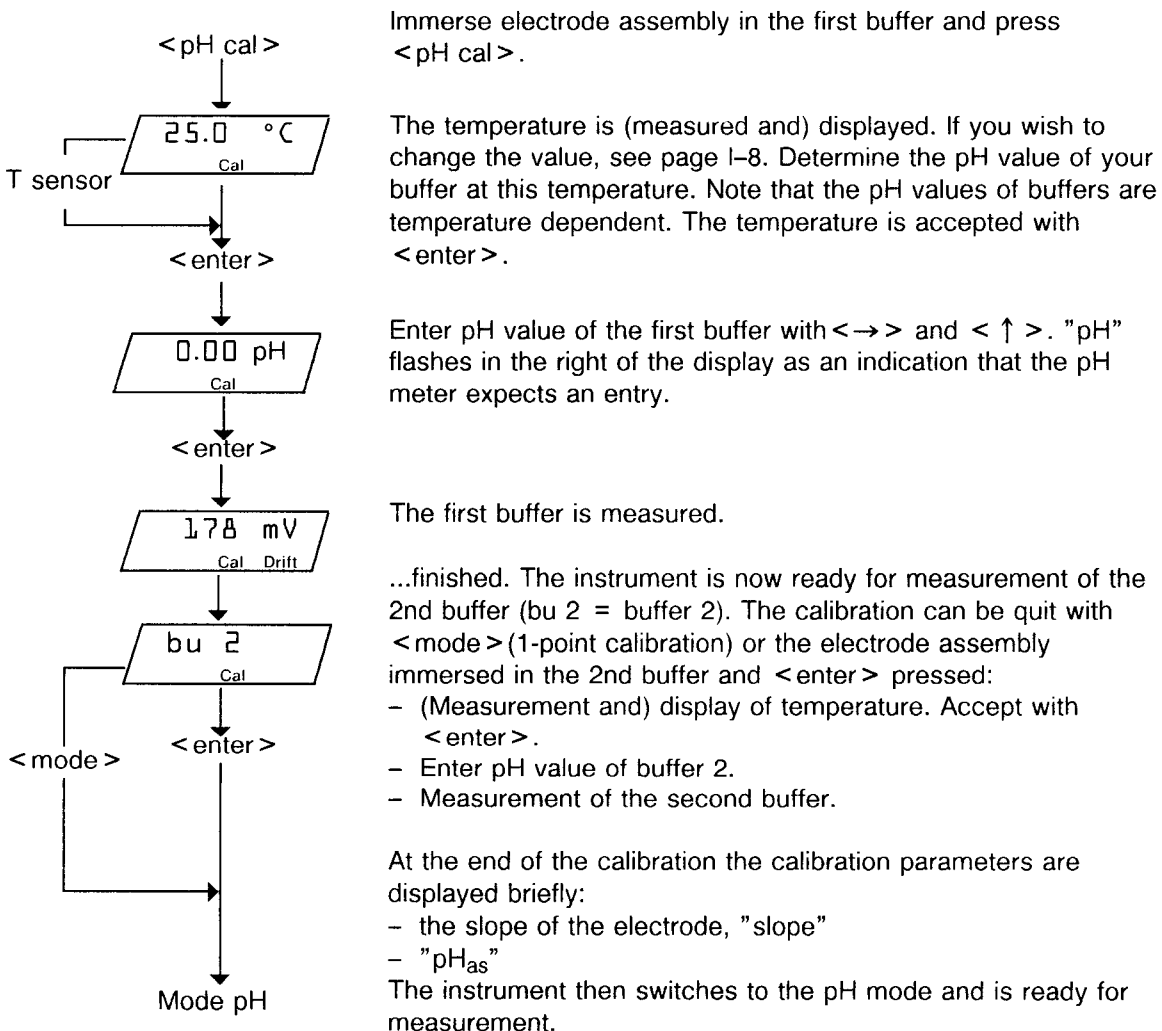 Immerse electrode assembly in the first buffer and press
<pH cal>
<pH cal>.
25.0 °C
Cal
T sensor
The temperature is (measured and) displayed. If you wish to
change the value, see page I–8. Determine the pH value of your
buffer at this temperature. Note that the pH values of buffers are
temperature dependent. The temperature is accepted with
<enter>.
<enter>
Enter pH value of the first buffer with <→> and <↑>. "pH"
flashes in the right of the display as an indication that the pH
meter expects an entry.
0.00 pH
Cal
<enter>
The first buffer is measured.
178 mV
Cal Drift
...finished. The instrument is now ready for measurement of the
2nd buffer (bu 2 = buffer 2). The calibration can be quit with
<mode> (1-point calibration) or the electrode assembly
immersed in the 2nd buffer and <enter> pressed:
– (Measurement and) display of temperature. Accept with
<enter>.
– Enter pH value of buffer 2.
– Measurement of the second buffer.
bu 2
Cal
<enter>
<mode>
At the end of the calibration the calibration parameters are
displayed briefly:
– the slope of the electrode, "slope"
– "pHas"
The instrument then switches to the pH mode and is ready for
measurement.
Mode pH